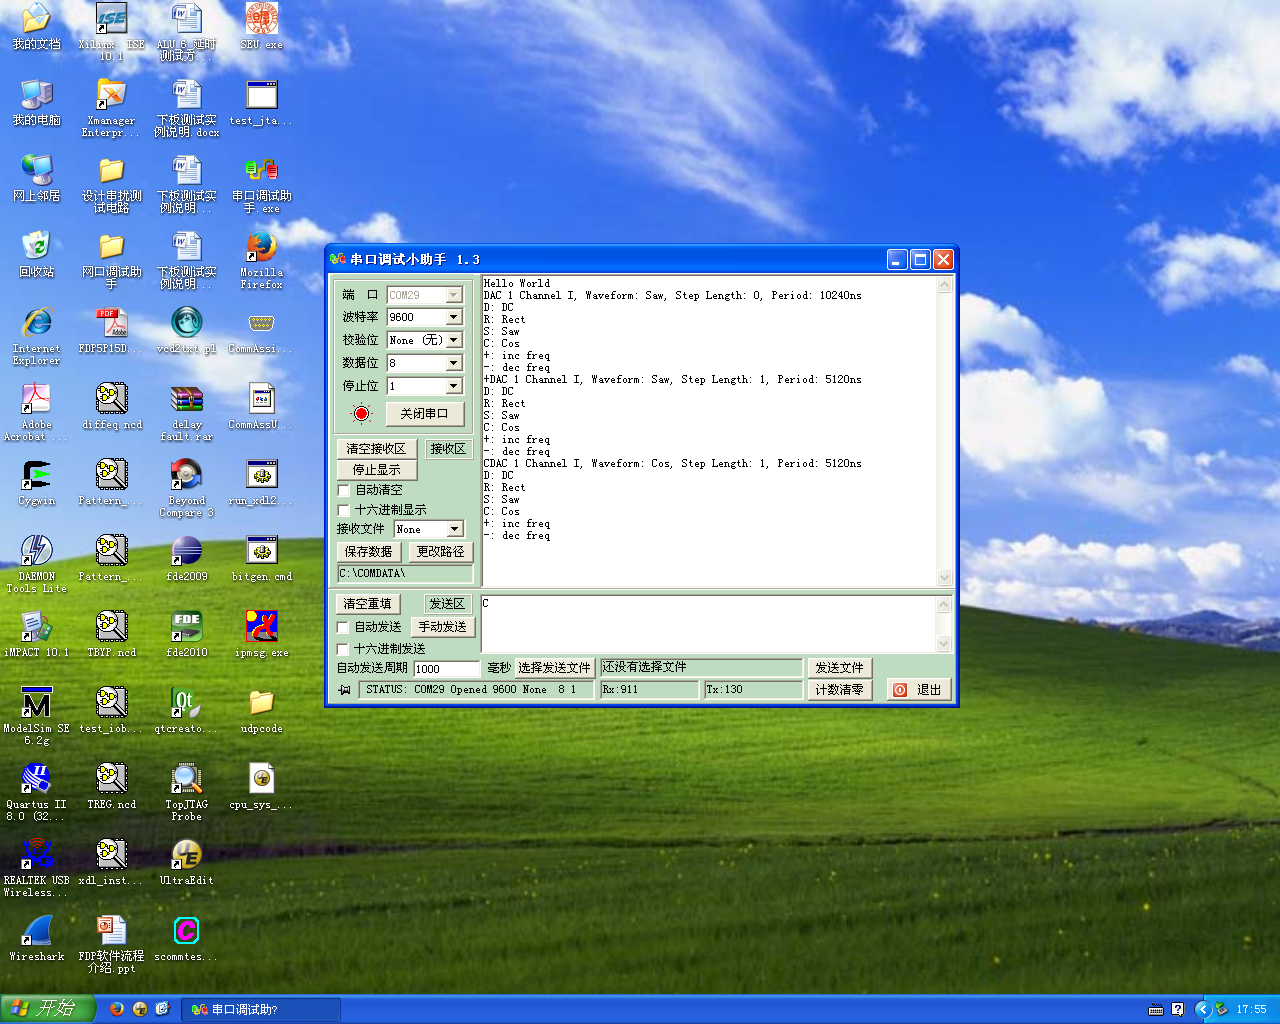 我的文档
Xilinx ISE
10.1
ALU_6_延时
测试方...
SEU.exe
我的电脑
Xmanager
Enterpr...
下板测试实
例说明.docx
test_jta...
网上邻居
设计串扰测
试电路
下板测试实
例说明...
串口调试助
手.exe
回收站
网口调试助
手
下板测试实
例说明...
Mozilla
Firefox
Internet
Explorer
FDP5P15D...
vcd2txt.pl
CommAssi...
Adobe
Acrobat ...
diffeq.ncd
delay
fault.rar
CommAssU...
Cygwin
Pattern_...
Beyond
Compare 3
run_xdl2...
DAEMON
Tools Lite
Pattern_...
fde2009
bitgen.cmd
iMPACT 10.1
TBYP.ncd
fde2010
ipmsg.exe
ModelSim SE
6.2g
test_iob...
qtcreato...
udpcode
Quartus II
8.0 (32...
TREG.ncd
TopJTAG
Probe
cpu_sys_...
REALTEK USB
Wireless...
xdl_inst...
UltraEdit
Wireshark
FDP软件流程
介绍.ppt
scommtes...
串口调试小助手 1.3
端 口 COM29
波特率 9600
校验位 None (无)
数据位 8
停止位 1
关闭串口
清空接收区 接收区
停止显示
自动清空
十六进制显示
接收文件 None
保存数据 更改路径
C:\COMDATA\
Hello World
DAC 1 Channel I, Waveform: Saw, Step Length: 0, Period: 10240ns
D: DC
R: Rect
S: Saw
C: Cos
+: inc freq
-: dec freq
+DAC 1 Channel I, Waveform: Saw, Step Length: 1, Period: 5120ns
D: DC
R: Rect
S: Saw
C: Cos
+: inc freq
-: dec freq
CDAC 1 Channel I, Waveform: Cos, Step Length: 1, Period: 5120ns
D: DC
R: Rect
S: Saw
C: Cos
+: inc freq
-: dec freq
清空重填 发送区
C
自动发送 手动发送
十六进制发送
自动发送周期 1000 毫秒 选择发送文件 还没有选择文件 发送文件
STATUS: COM29 Opened 9600 None 8 1 Rx:911 Tx:130 计数清零 退出
开始 串口调试助? 17:55